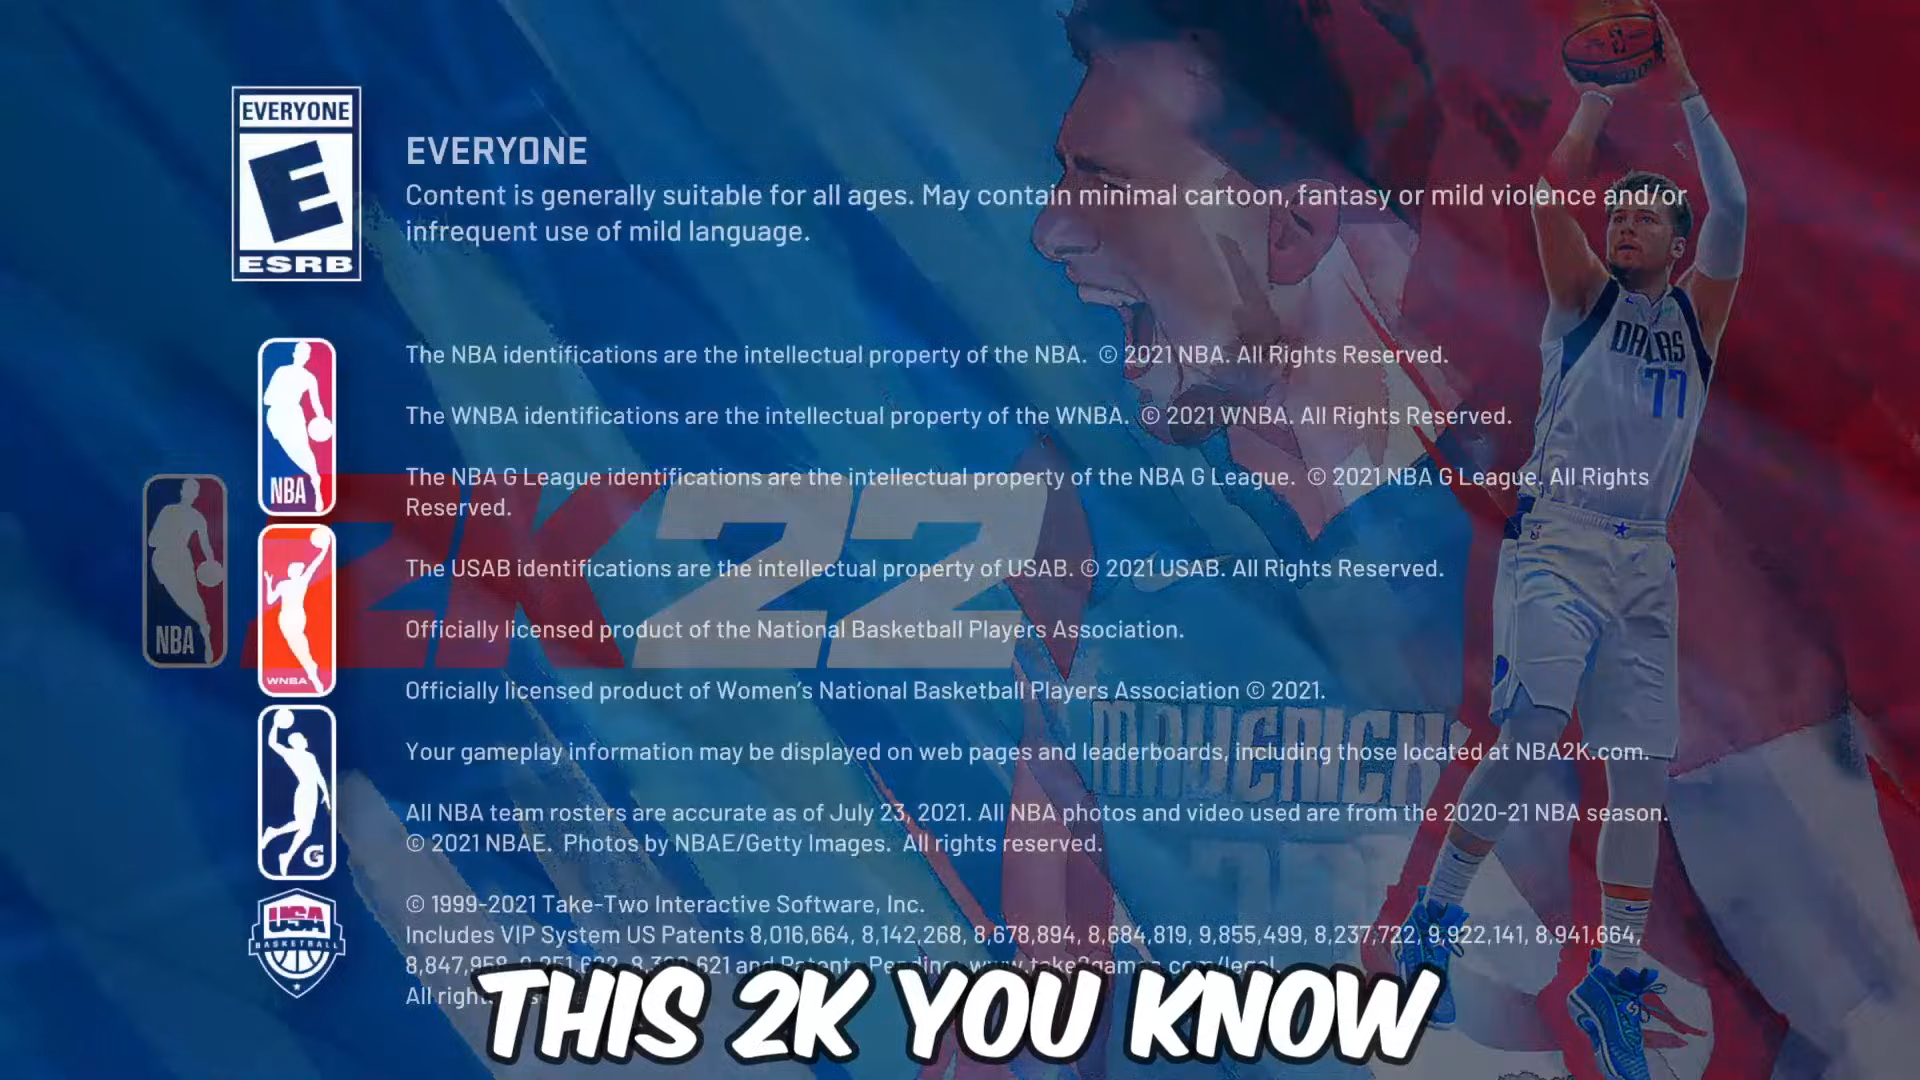 EVERYONE
E
ESRB
EVERYONE
Content is generally suitable for all ages. May contain minimal cartoon, fantasy or mild violence and/or
infrequent use of mild language.
The NBA identifications are the intellectual property of the NBA. © 2021 NBA. All Rights Reserved.
The WNBA identifications are the intellectual property of the WNBA. © 2021 WNBA. All Rights Reserved.
The NBA G League identifications are the intellectual property of the NBA G League. © 2021 NBA G League. All Rights
Reserved.
The USAB identifications are the intellectual property of USAB. © 2021 USAB. All Rights Reserved.
Officially licensed product of the National Basketball Players Association.
Officially licensed product of Women's National Basketball Players Association © 2021.
Your gameplay information may be displayed on web pages and leaderboards, including those located at NBA2K.com.
All NBA team rosters are accurate as of July 23, 2021. All NBA photos and video used are from the 2020-21 NBA season.
© 2021 NBAE. Photos by NBAE/Getty Images. All rights reserved.
© 1999-2021 Take-Two Interactive Software, Inc.
Includes VIP System US Patents 8,016,664, 8,142,268, 8,678,894, 8,684,819, 9,855,499, 8,237,722, 9,922,141, 8,941,664,
and Patents Pending. www.take2games.com/legal.
All
NBA
WNBA
G
USA
BASKETBALL
NBA
2K22
DALLAS
77
MAVERICK
THIS 2K YOU KNOW